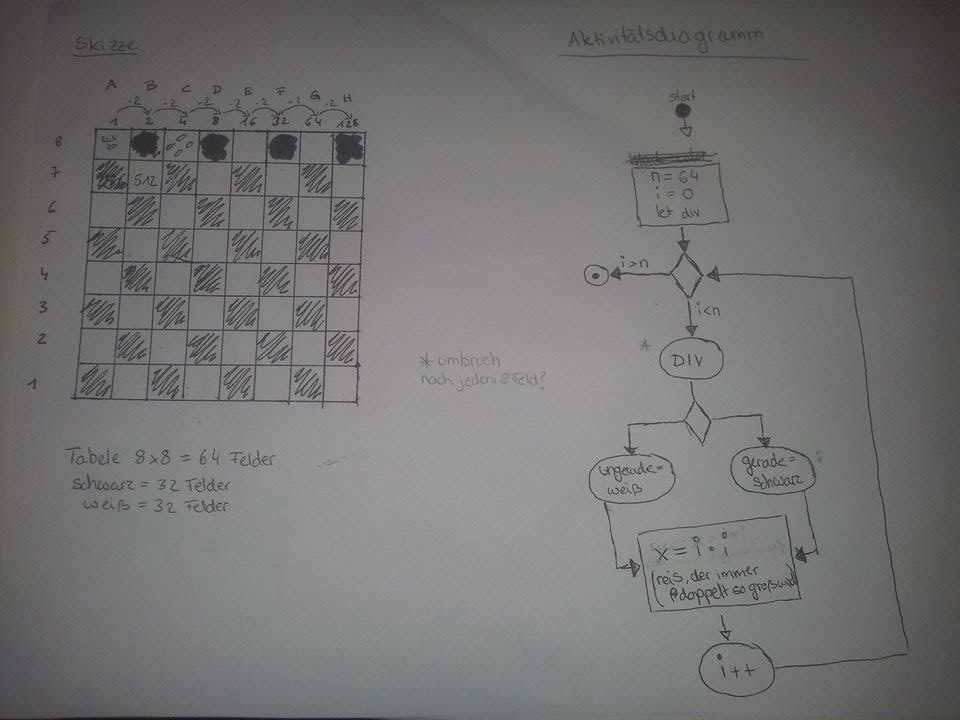 Skizze
A B C D E F G H
·2 ·2 ·2 ·2 ·2 ·2 ·2
1 2 4 8 16 32 64 128
8
7
512
6
5
4
3
2
1
Tabele 8x8 = 64 Felder
schwarz = 32 Felder
weiß = 32 Felder
* umbruch
nach jedem 8 Feld?
Aktivitätsdiagramm
start
n = 64
i = 0
let div
i>n
i<n
*
DIV
ungerade =
weiß
gerade =
schwarz
x = i · i
(reis, der immer
doppelt so groß wird)
i++